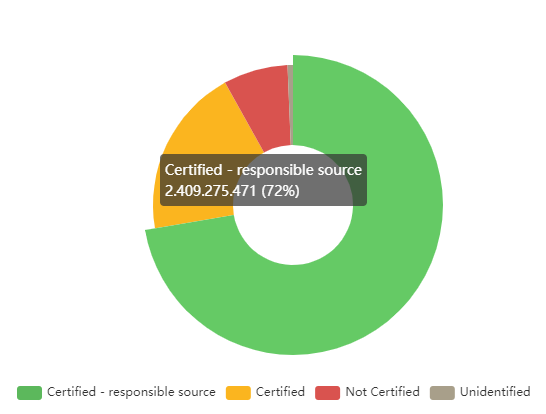 Certified - responsible source
2.409.275.471 (72%)
Certified - responsible source Certified Not Certified Unidentified